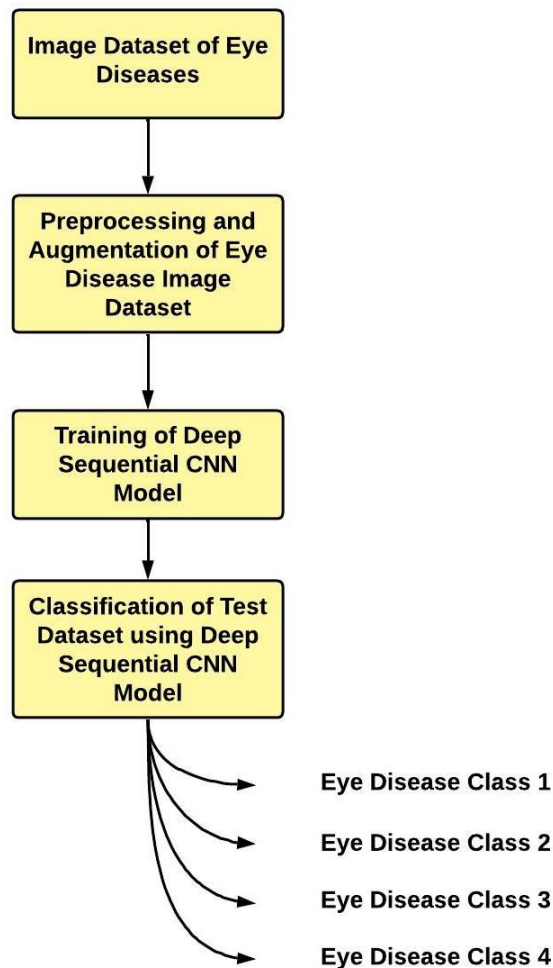 Image Dataset of Eye
Diseases
Preprocessing and
Augmentation of Eye
Disease Image
Dataset
Training of Deep
Sequential CNN
Model
Classification of Test
Dataset using Deep
Sequential CNN
Model
Eye Disease Class 1
Eye Disease Class 2
Eye Disease Class 3
Eye Disease Class 4